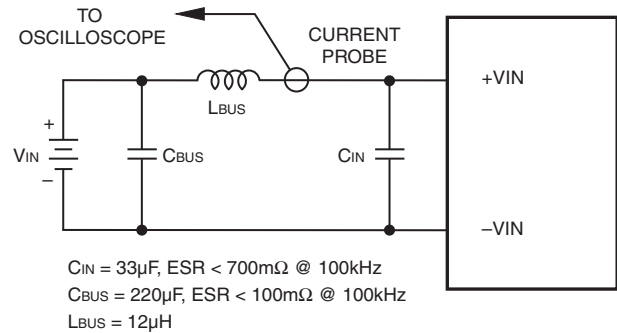 TO
OSCILLOSCOPE
CURRENT
PROBE
+VIN
LBUS
+
VIN
–
CBUS
CIN
–VIN
CIN = 33µF, ESR < 700mΩ @ 100kHz
CBUS = 220µF, ESR < 100mΩ @ 100kHz
LBUS = 12µH